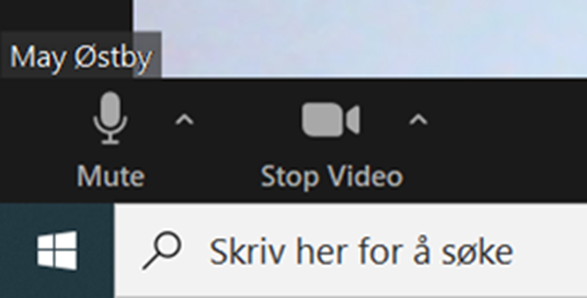 May Østby
Mute
Stop Video
Skriv her for å søke